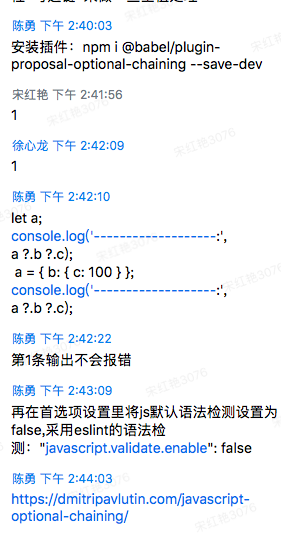 陈勇 下午 2:40:03
安装插件：npm i @babel/plugin-
proposal-optional-chaining --save-dev
宋红艳 下午 2:41:56
1
徐心龙 下午 2:42:09
1
陈勇 下午 2:42:10
let a;
console.log('-------------------:',
a ?.b ?.c);
a = { b: { c: 100 } };
console.log('-------------------:',
a ?.b ?.c);
陈勇 下午 2:42:22
第1条输出不会报错
陈勇 下午 2:43:09
再在首选项设置里将js默认语法检测设置为
false,采用eslint的语法检
测："javascript.validate.enable": false
陈勇 下午 2:44:03
https://dmitripavlutin.com/javascript-
optional-chaining/
宋红艳3076
宋红艳3076
宋红艳3076
宋红艳3076